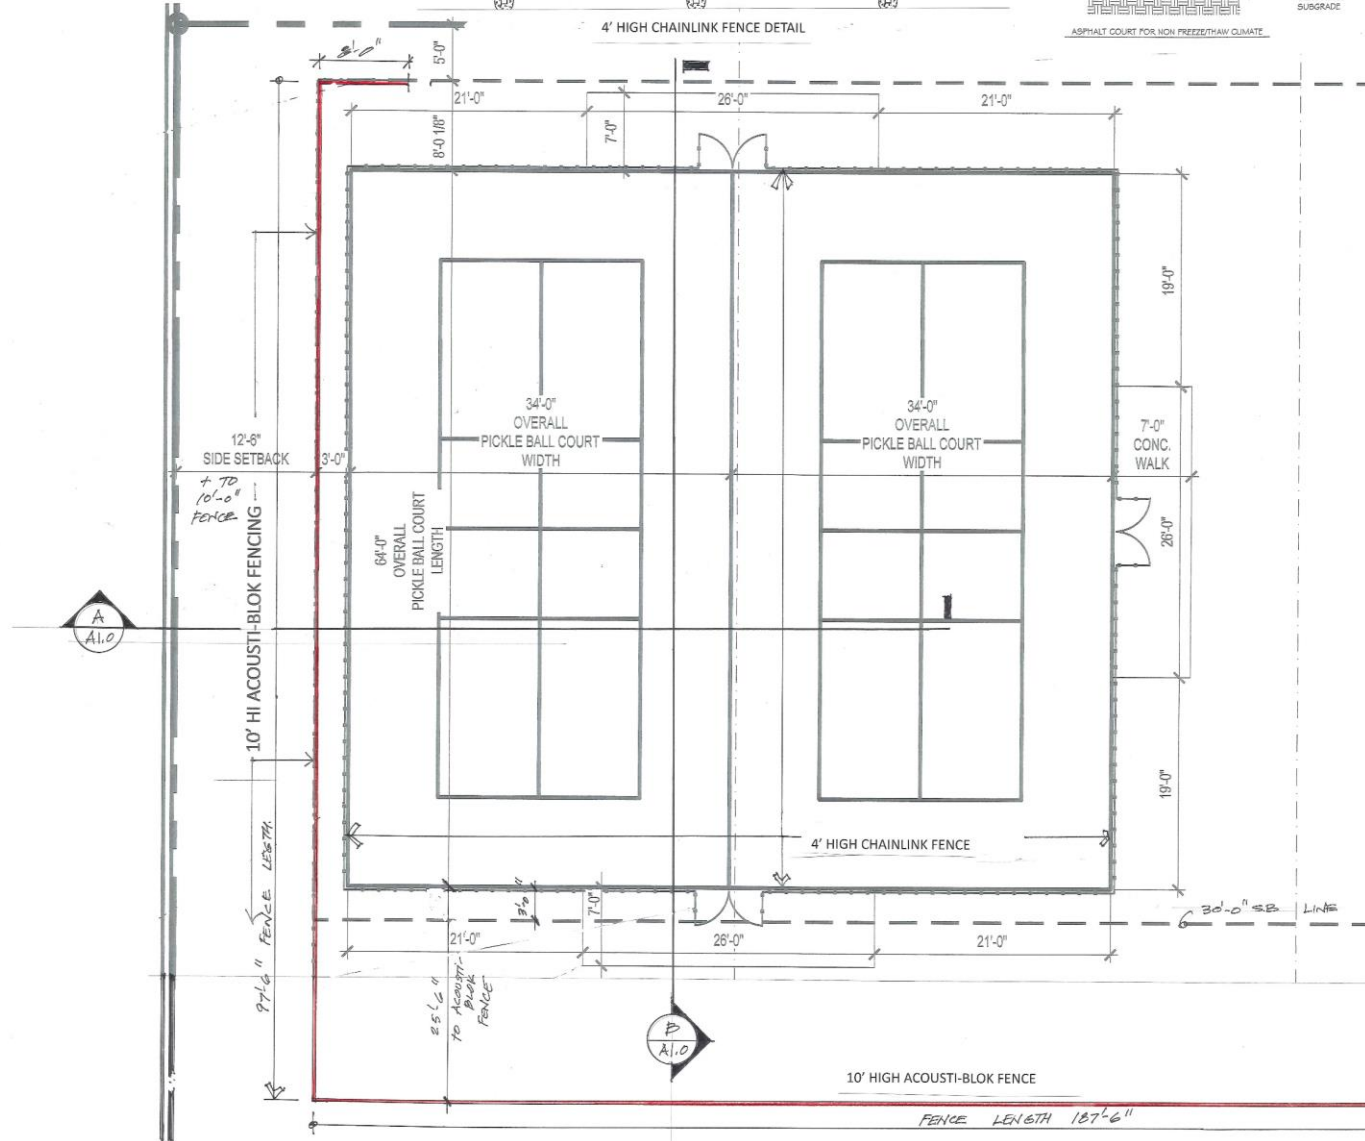 SUBGRADE
4' HIGH CHAINLINK FENCE DETAIL
ASPHALT COURT FOR NON FREEZE/THAW CLIMATE
8'-0"
5'-0"
21'-0"
26'-0"
21'-0"
8'-0 1/8"
7'-0"
19'-0"
34'-0"
OVERALL
PICKLE BALL COURT
WIDTH
34'-0"
OVERALL
PICKLE BALL COURT
WIDTH
7'-0"
CONC.
WALK
12'-6"
SIDE SETBACK
+ TO
10'-0"
FENCE
3'-0"
10' HI ACOUSTI-BLOK FENCING
64'-0"
OVERALL
PICKLE BALL COURT
LENGTH
26'-0"
A
A1.0
19'-0"
4' HIGH CHAINLINK FENCE
97'-6" FENCE LEGTH.
3'-0"
7'-0"
30'-0" SB LINE
21'-0"
26'-0"
21'-0"
25'-6"
TO ACOUSTI-
BLOK
FENCE
B
A1.0
10' HIGH ACOUSTI-BLOK FENCE
FENCE LENGTH 187'-6"